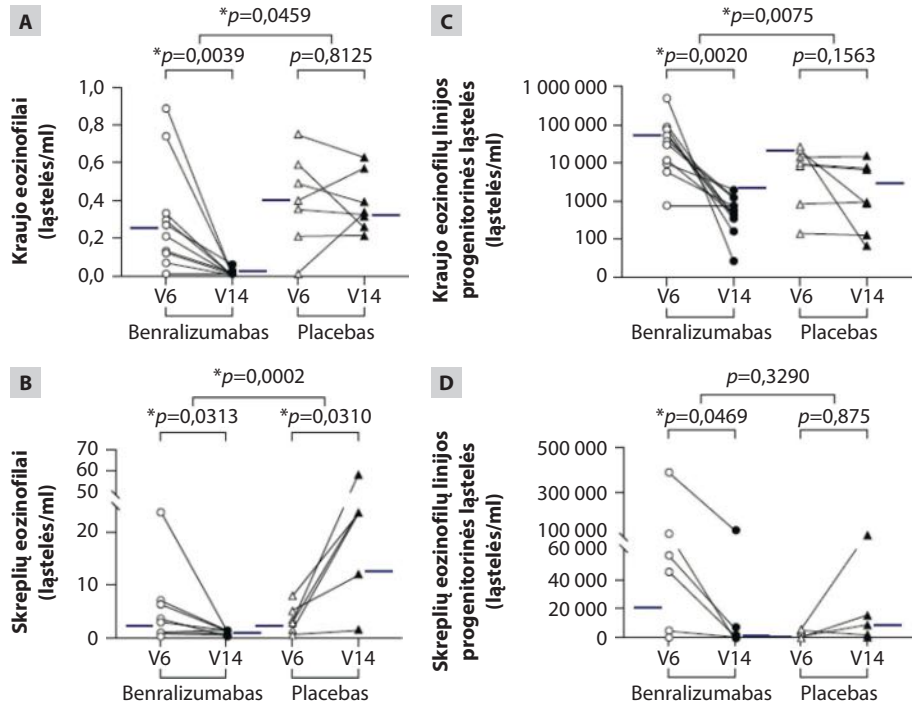 A
*p=0,0459
*p=0,0039
p=0,8125
Kraujo eozinofilai
(ląstelės/ml)
1,0
0,8
0,6
0,4
0,2
0,0
V6
V14
V6
V14
Benralizumabas
Placebas
C
*p=0,0075
*p=0,0020
p=0,1563
Kraujo eozinofilų linijos
progenitorinės ląstelės
(ląstelės/ml)
1 000 000
100 000
10 000
1000
100
0
V6
V14
V6
V14
Benralizumabas
Placebas
B
*p=0,0002
*p=0,0313
*p=0,0310
Skreplių eozinofilai
(ląstelės/ml)
70
60
50
20
10
0
V6
V14
V6
V14
Benralizumabas
Placebas
D
p=0,3290
*p=0,0469
p=0,875
Skreplių eozinofilų linijos
progenitorinės ląstelės
(ląstelės/ml)
500 000
300 000
100 000
60 000
40 000
20 000
0
V6
V14
V6
V14
Benralizumabas
Placebas